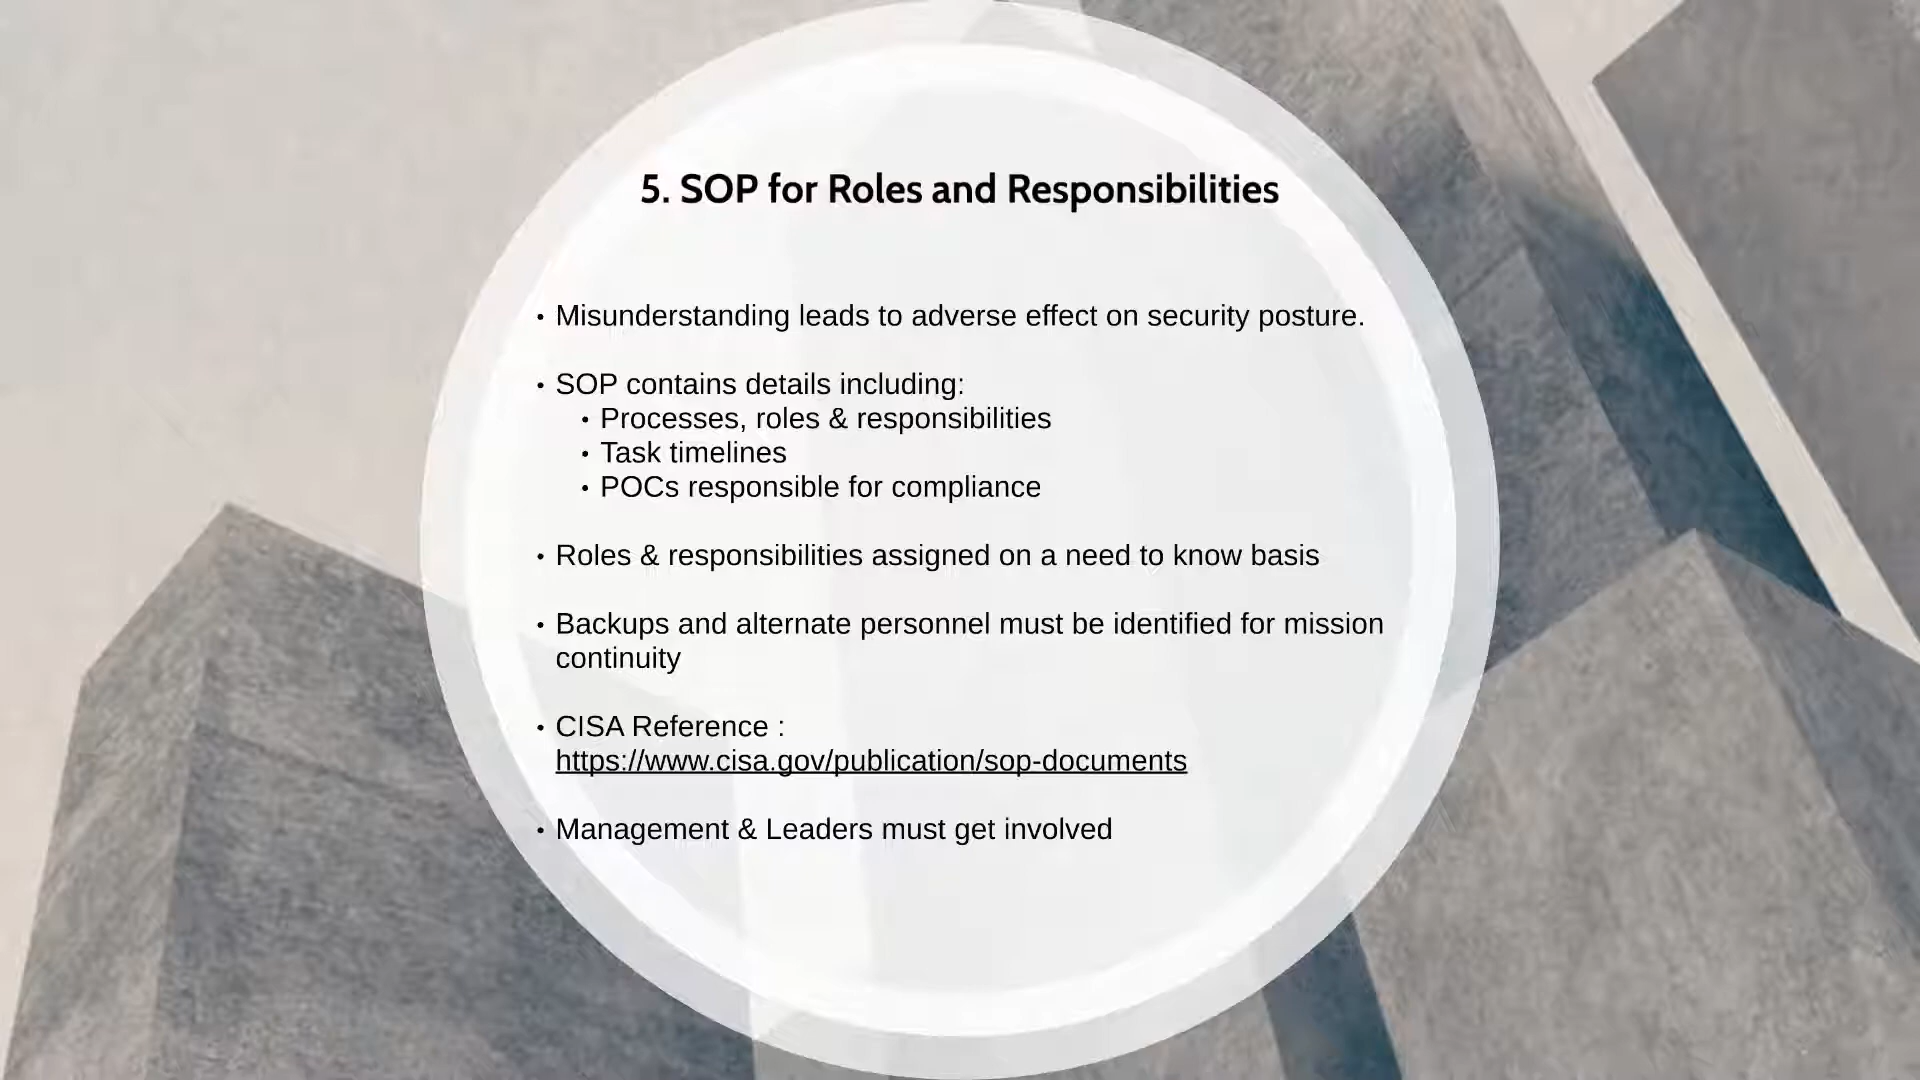 5. SOP for Roles and Responsibilities
• Misunderstanding leads to adverse effect on security posture.
• SOP contains details including:
• Processes, roles & responsibilities
• Task timelines
• POCs responsible for compliance
• Roles & responsibilities assigned on a need to know basis
• Backups and alternate personnel must be identified for mission
continuity
• CISA Reference :
https://www.cisa.gov/publication/sop-documents
• Management & Leaders must get involved